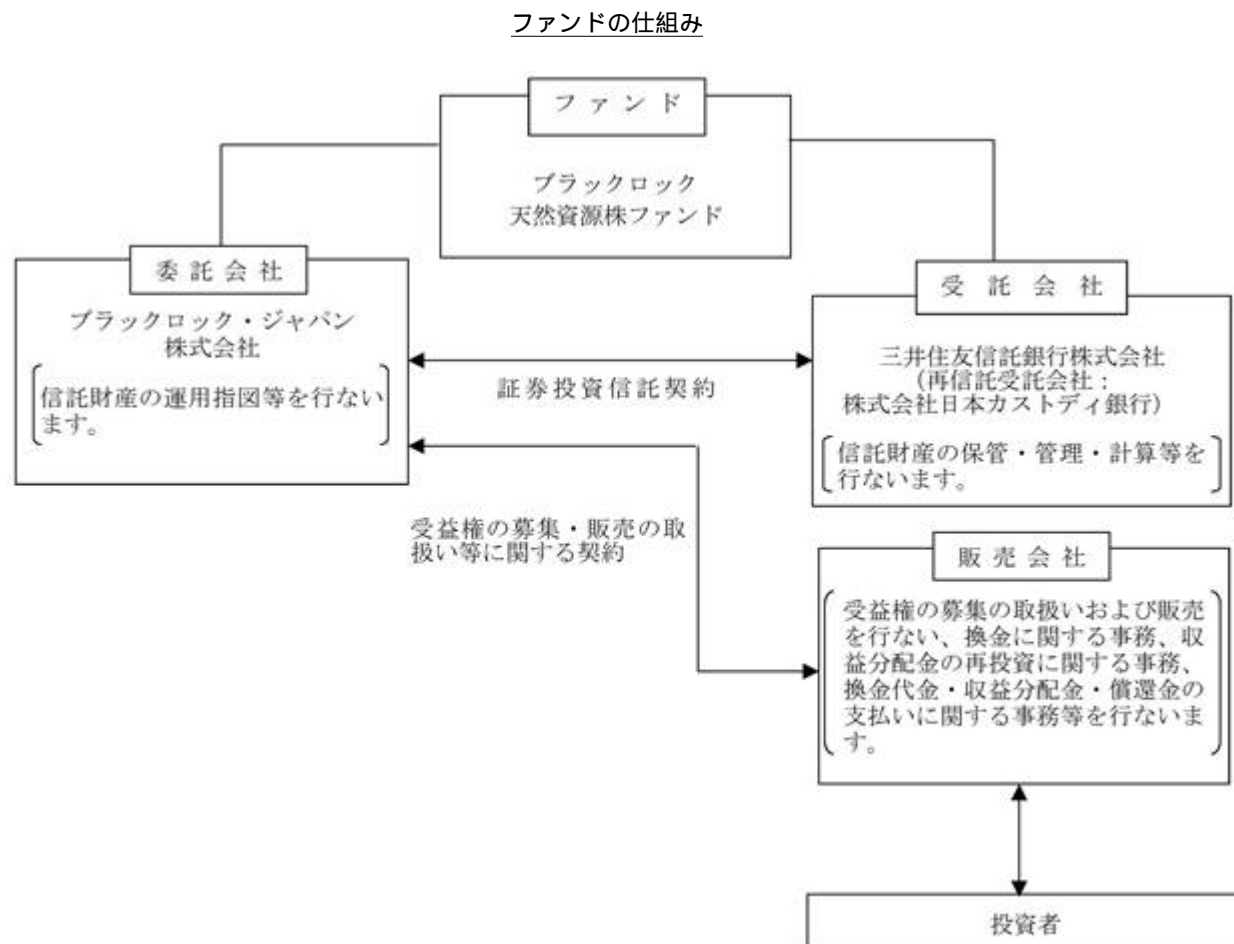 ファンドの仕組み
ファンド
ブラックロック
天然資源株ファンド
委託会社
ブラックロック・ジャパン
株式会社
信託財産の運用指図等を行ない
ます。
証券投資信託契約
受託会社
三井住友信託銀行株式会社
（再信託受託会社：
株式会社日本カストディ銀行）
信託財産の保管・管理・計算等を
行ないます。
受益権の募集・販売の取
扱い等に関する契約
販売会社
受益権の募集の取扱いおよび販売
を行ない、換金に関する事務、収
益分配金の再投資に関する事務、
換金代金・収益分配金・償還金の
支払いに関する事務等を行ないま
す。
投資者